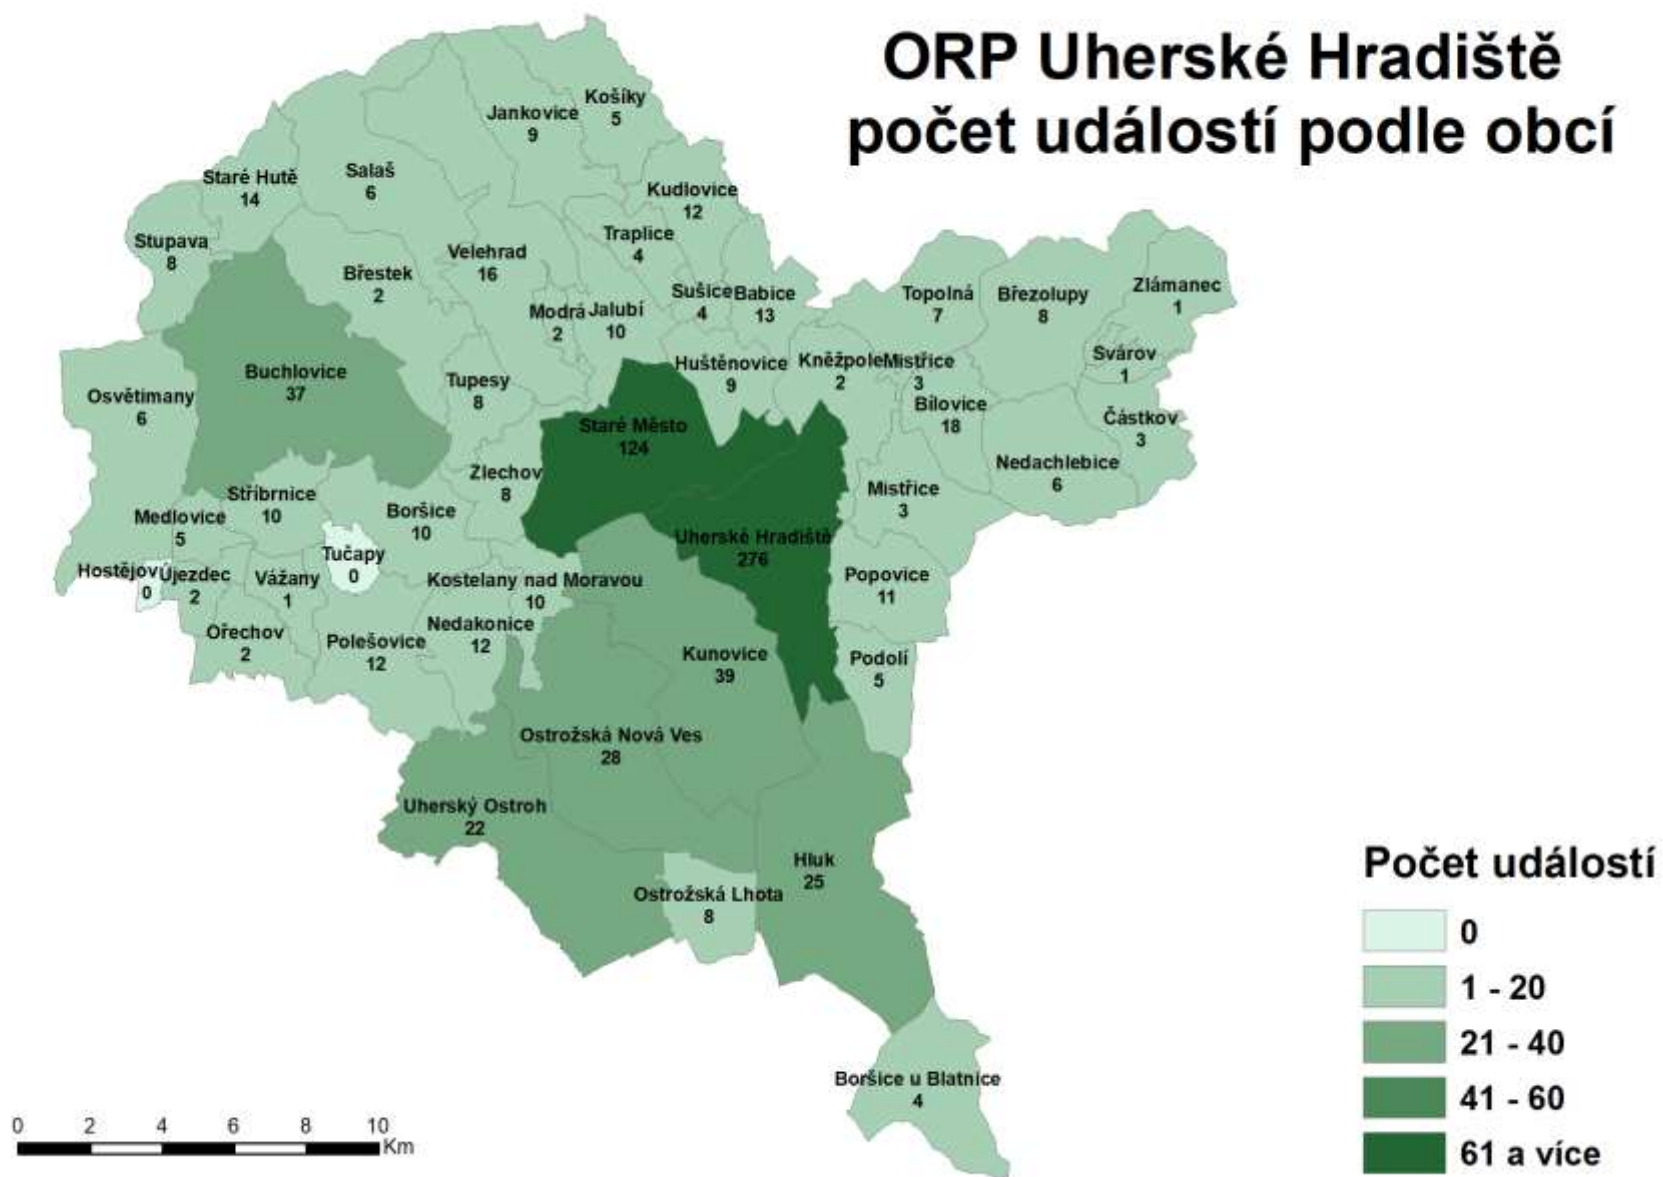 ORP Uherské Hradiště
počet událostí podle obcí
Košíky
5
Jankovice
9
Salaš
6
Staré Hutě
14
Kudlovice
12
Traplice
4
Stupava
8
Velehrad
16
Břestek
2
Modrá
2
Jalubí
10
Sušice
4
Babice
13
Topolná
7
Březolupy
8
Zlámanec
1
Svárov
1
Huštěnovice
9
Kněžpole
2
Mistřice
3
Buchlovice
37
Tupesy
8
Osvětimany
6
Bílovice
18
Částkov
3
Staré Město
124
Nedachlebice
6
Zlechov
8
Mistřice
3
Stříbrnice
10
Medlovice
5
Boršice
10
Uherské Hradiště
276
Tučapy
0
Hostějov
0
Újezdec
2
Vážany
1
Kostelany nad Moravou
10
Popovice
11
Ořechov
2
Polešovice
12
Nedakonice
12
Kunovice
39
Podolí
5
Ostrožská Nová Ves
28
Uherský Ostroh
22
Hluk
25
Ostrožská Lhota
8
Boršice u Blatnice
4
Počet událostí
0
1 - 20
21 - 40
41 - 60
61 a více
0 2 4 6 8 10
Km